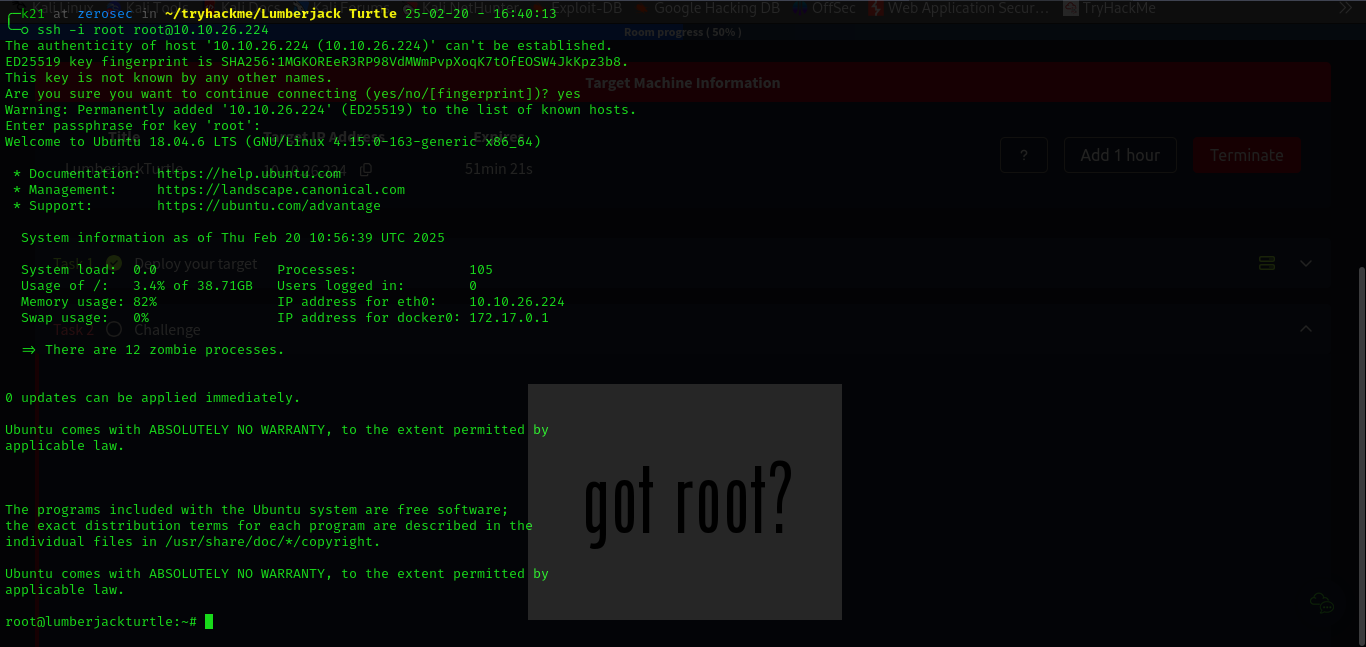 Kali Linux Kali Tools Kali Docs Kali Forums Kali NetHunter Exploit-DB Google Hacking DB OffSec Web Application Secur... TryHackMe
k21 at zerosec in ~/tryhackme/Lumberjack Turtle 25-02-20 - 16:40:13
ssh -i root root@10.10.26.224
Room progress ( 50% )
The authenticity of host '10.10.26.224 (10.10.26.224)' can't be established.
ED25519 key fingerprint is SHA256:1MGKOREeR3RP98VdMWmPvpXoqK7tOfEOSW4JkKpz3b8.
This key is not known by any other names.
Target Machine Information
Are you sure you want to continue connecting (yes/no/[fingerprint])? yes
Warning: Permanently added '10.10.26.224' (ED25519) to the list of known hosts.
Enter passphrase for key 'root':
Title Target IP Address Expires
Welcome to Ubuntu 18.04.6 LTS (GNU/Linux 4.15.0-163-generic x86_64)
? Add 1 hour Terminate
LumberjackTurtle 10.10.26.224 51min 21s
* Documentation: https://help.ubuntu.com
* Management: https://landscape.canonical.com
* Support: https://ubuntu.com/advantage
System information as of Thu Feb 20 10:56:39 UTC 2025
Task 1 Deploy your target
System load: 0.0 Processes: 105
Usage of /: 3.4% of 38.71GB Users logged in: 0
Memory usage: 82% IP address for eth0: 10.10.26.224
Swap usage: 0% IP address for docker0: 172.17.0.1
Task 2 Challenge
=> There are 12 zombie processes.
0 updates can be applied immediately.
Ubuntu comes with ABSOLUTELY NO WARRANTY, to the extent permitted by
applicable law.
got root?
The programs included with the Ubuntu system are free software;
the exact distribution terms for each program are described in the
individual files in /usr/share/doc/*/copyright.
Ubuntu comes with ABSOLUTELY NO WARRANTY, to the extent permitted by
applicable law.
root@lumberjackturtle:~#